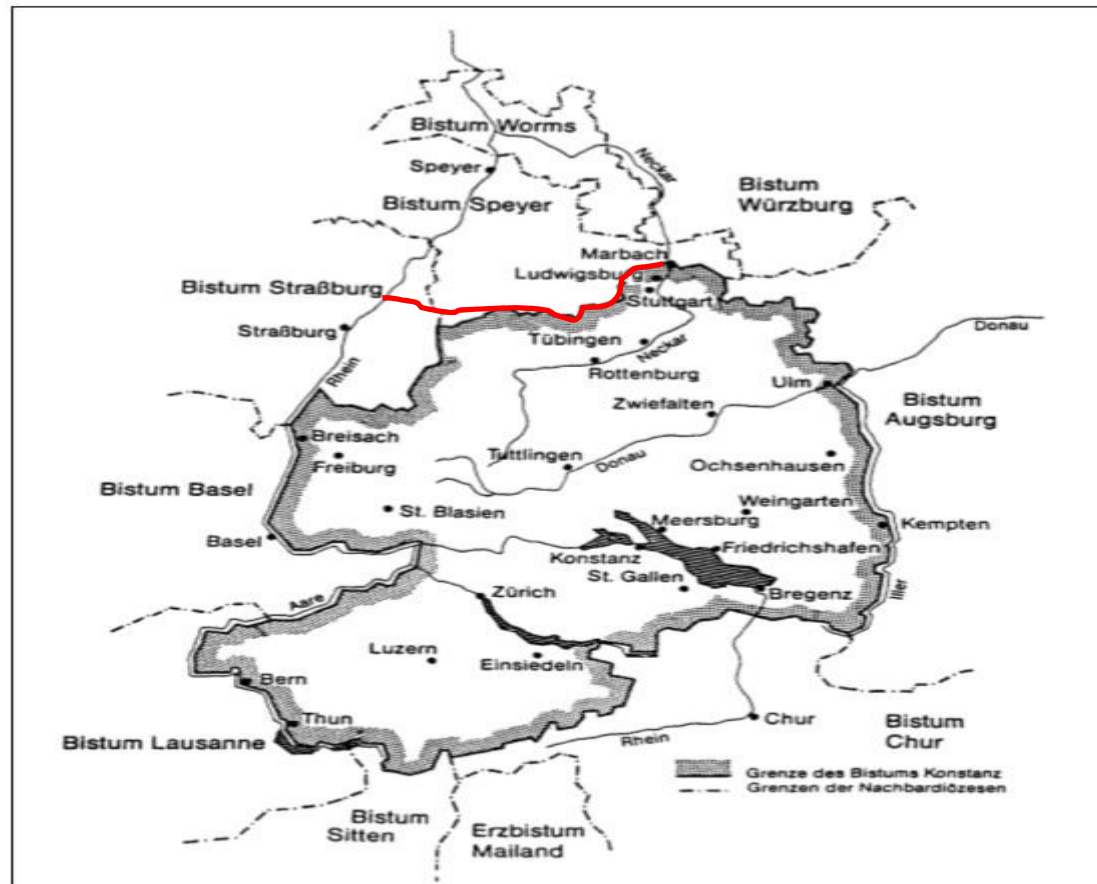 Bistum Worms
Neckar
Speyer
Bistum
Würzburg
Bistum Speyer
Marbach
Ludwigsburg
Bistum Straßburg
Stuttgart
Straßburg
Donau
Tübingen
Neckar
Rhein
Rottenburg
Ulm
Zwiefalten
Bistum
Augsburg
Breisach
Freiburg
Tuttlingen
Donau
Ochsenhausen
Bistum Basel
Weingarten
St. Blasien
Meersburg
Kempten
Basel
Konstanz
Friedrichshafen
St. Gallen
Zürich
Bregenz
Iller
Aare
Luzern
Einsiedeln
Bern
Thun
Chur
Bistum Lausanne
Rhein
Bistum
Chur
Grenze des Bistums Konstanz
Grenzen der Nachbardiözesen
Bistum
Sitten
Erzbistum
Mailand